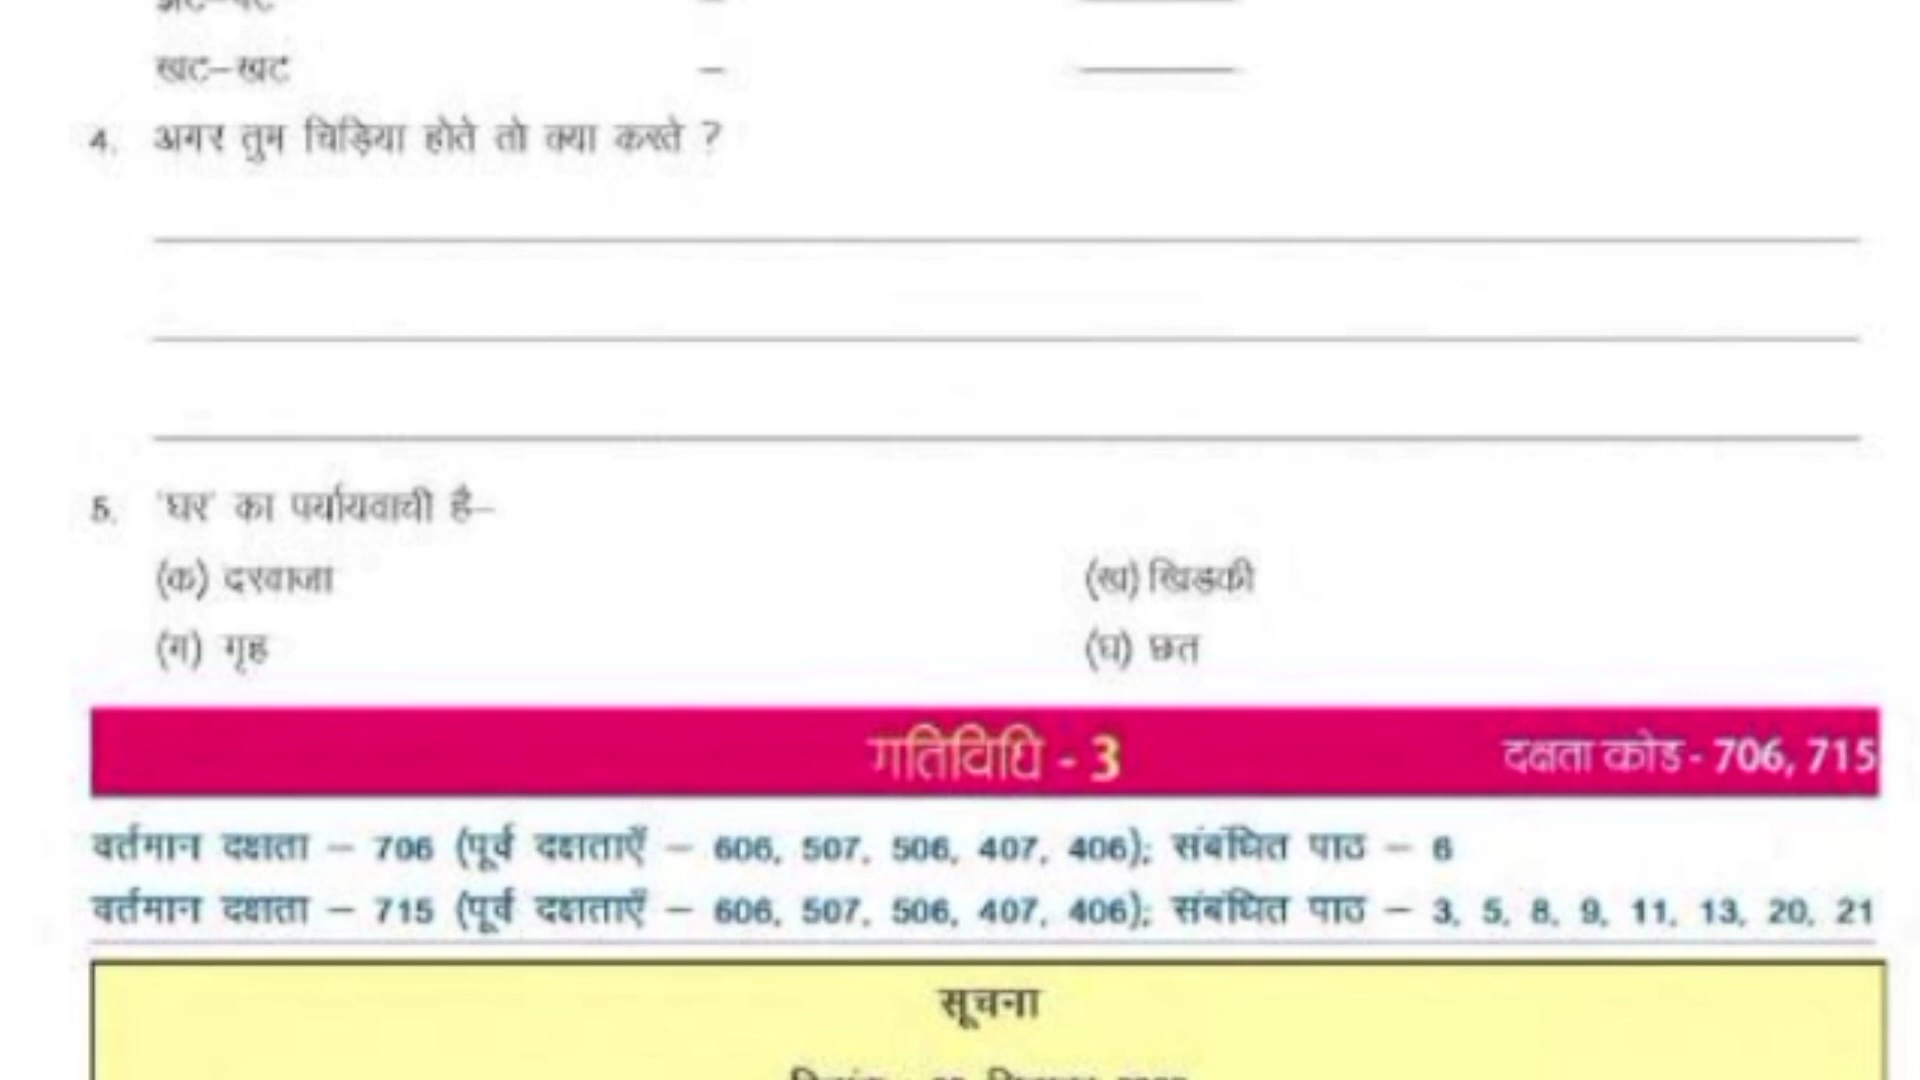 खट–खट –
4. अगर तुम चिड़िया होते तो क्या करते ?
5. 'घर' का पर्यायवाची है–
(क) दरवाजा (ख) खिडकी
(ग) गृह (घ) छत
गतिविधि - 3 दक्षता कोड - 706, 715
वर्तमान दक्षता – 706 (पूर्व दक्षताएँ – 606, 507, 506, 407, 406); संबंधित पाठ – 6
वर्तमान दक्षता – 715 (पूर्व दक्षताएँ – 606, 507, 506, 407, 406); संबंधित पाठ – 3, 5, 8, 9, 11, 13, 20, 21
सूचना